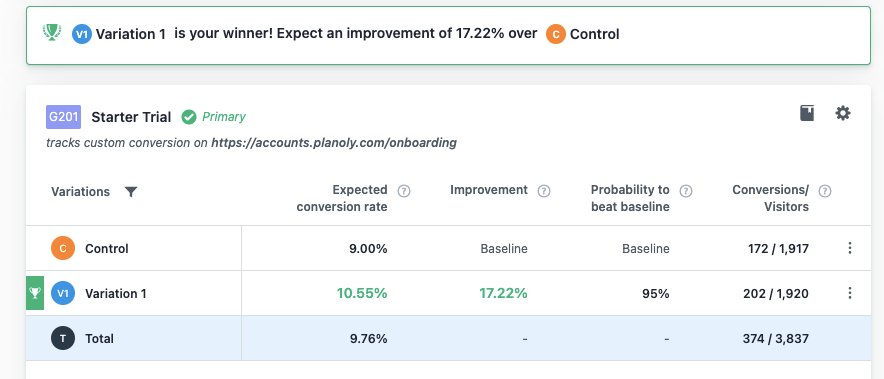 V1 Variation 1 is your winner! Expect an improvement of 17.22% over C Control
G201 Starter Trial Primary
tracks custom conversion on https://accounts.planoly.com/onboarding
Variations Expected conversion rate ? Improvement ? Probability to beat baseline ? Conversions/ Visitors ?
C Control 9.00% Baseline Baseline 172 / 1,917
V1 Variation 1 10.55% 17.22% 95% 202 / 1,920
T Total 9.76% - - 374 / 3,837